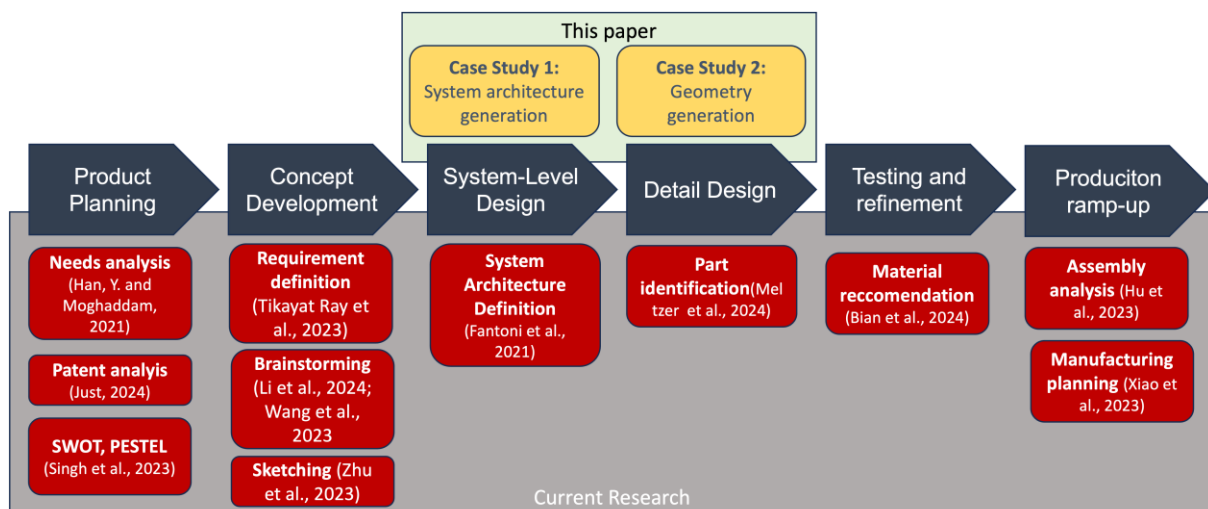 This paper
Case Study 1:
System architecture
generation
Case Study 2:
Geometry
generation
Product
Planning
Concept
Development
System-Level
Design
Detail Design
Testing and
refinement
Produciton
ramp-up
Needs analysis
(Han, Y. and
Moghaddam,
2021)
Patent analyis
(Just, 2024)
SWOT, PESTEL
(Singh et al., 2023)
Requirement
definition
(Tikayat Ray et
al., 2023)
Brainstorming
(Li et al., 2024;
Wang et al.,
2023
Sketching (Zhu
et al., 2023)
System
Architecture
Definition
(Fantoni et al.,
2021)
Part
identification(Mel
tzer et al., 2024)
Material
reccomendation
(Bian et al., 2024)
Assembly
analysis (Hu et
al., 2023)
Manufacturing
planning (Xiao et
al., 2023)
Current Research